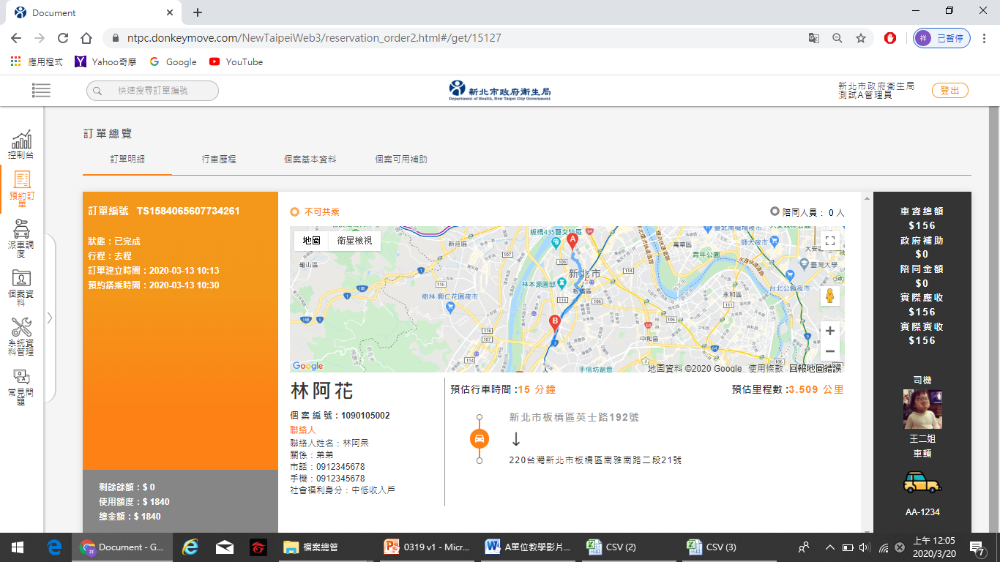 Document
ntpc.donkeymove.com/NewTaipeiWeb3/reservation_order2.html#/get/15127
祥 已暫停
應用程式 Yahoo奇摩 Google YouTube
快速搜尋訂單編號
新北市政府衛生局
Department of Health, New Taipei City Government
新北市政府衛生局
測試A管理員
登出
控制台
預約訂單
派車調度
個案資料
系統資料管理
常見問題
訂單總覽
訂單明細 行車歷程 個案基本資料 個案可用補助
訂單編號 TS1584065607734261
狀態：已完成
行程：去程
訂單建立時間：2020-03-13 10:13
預約搭乘時間：2020-03-13 10:30
剩餘餘額：$ 0
使用額度：$ 1840
總金額：$ 1840
不可共乘
陪同人員： 0 人
地圖 衛星檢視
板橋435藝文特區
新莊區
龜山區
萬華區
師大夜市
青年公園
臺灣大學
新北市
林本源園邸
板橋區
樹林 興仁花園夜市
永和區
台北公館夜市
中和區
手信坊創意
A
B
106
114
116
107
111
64
Google
地圖資料 ©2020 Google 使用條款 回報地圖錯誤
林阿花
個案編號：1090105002
聯絡人
聯絡人姓名：林阿呆
關係：弟弟
市話：0912345678
手機：0912345678
社會福利身分：中低收入戶
預估行車時間：15 分鐘
預估里程數：3.509 公里
新北市板橋區英士路192號
↓
220台灣新北市板橋區南雅南路二段21號
車資總額
$156
政府補助
$0
陪同金額
$0
實際應收
$156
實際實收
$156
司機
王二姐
車輛
AA-1234
Document - G...
檔案總管
0319 v1 - Micr...
A單位教學影片...
CSV (2)
CSV (3)
上午 12:05
2020/3/20
7